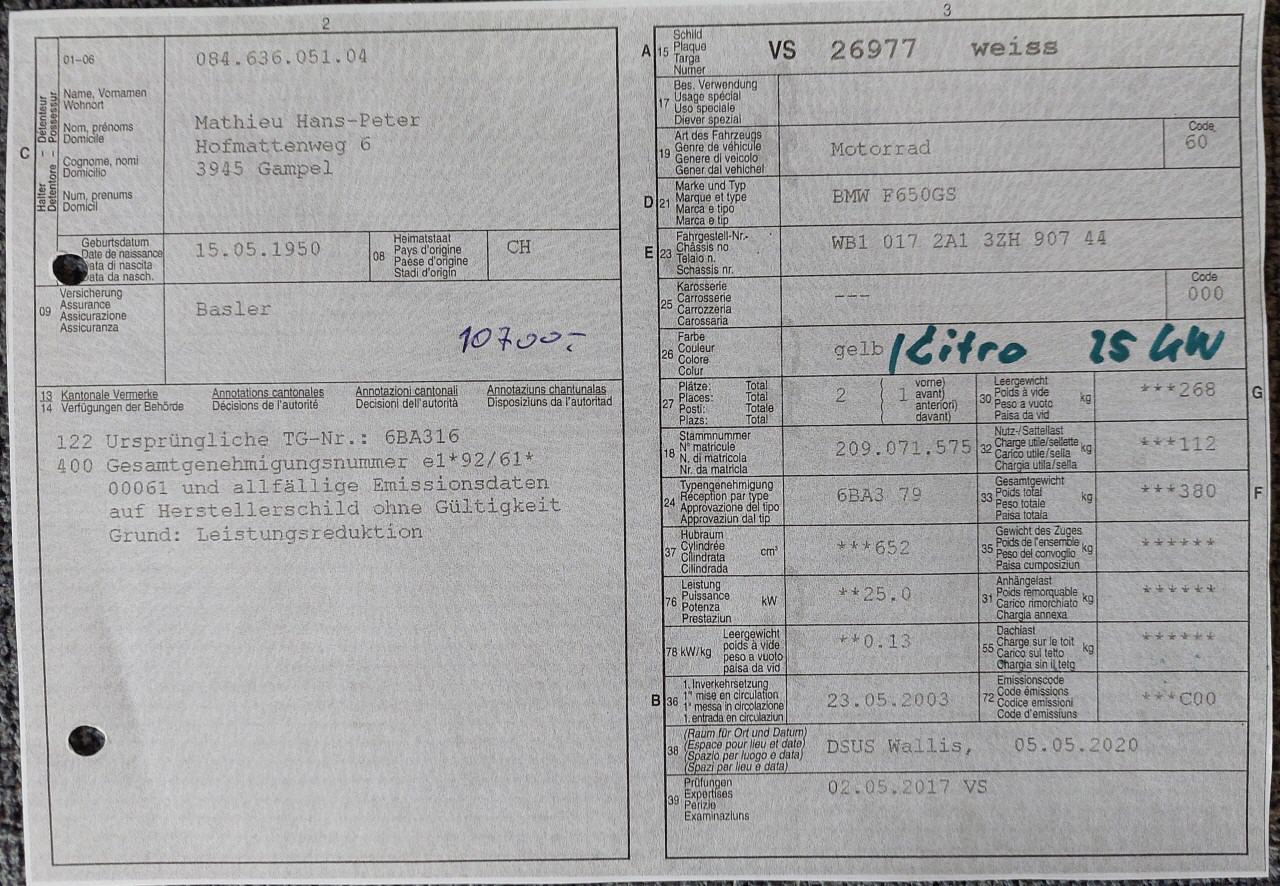 2
01-06
084.636.051.04
C
Halter – Détenteur
Detentore – Possessur
Name, Vornamen
Wohnort
Nom, prénoms
Domicile
Cognome, nomi
Domicilio
Num, prenums
Domicil
Mathieu Hans-Peter
Hofmattenweg 6
3945 Gampel
Geburtsdatum
Date de naissance
Data di nascita
Data da nasch.
15.05.1950
08
Heimatstaat
Pays d'origine
Paese d'origine
Stadi d'origin
CH
09
Versicherung
Assurance
Assicurazione
Assicuranza
Basler
10700.-
13 Kantonale Vermerke Annotations cantonales Annotazioni cantonali Annotaziuns chantunalas
14 Verfügungen der Behörde Décisions de l'autorité Decisioni dell'autorità Disposiziuns da l'autoritad
122 Ursprüngliche TG-Nr.: 6BA316
400 Gesamtgenehmigungsnummer e1*92/61*
00061 und allfällige Emissionsdaten
auf Herstellerschild ohne Gültigkeit
Grund: Leistungsreduktion
3
A
15
Schild
Plaque
Targa
Numer
VS 26977 weiss
17
Bes. Verwendung
Usage spécial
Uso speciale
Diever spezial
19
Art des Fahrzeugs
Genre de véhicule
Genere di veicolo
Gener dal vehichel
Motorrad
Code
60
D
21
Marke und Typ
Marque et type
Marca e tipo
Marca e tip
BMW F650GS
E
23
Fahrgestell-Nr.
Châssis no
Telaio n.
Schassis nr.
WB1 017 2A1 3ZH 907 44
25
Karosserie
Carrosserie
Carrozzeria
Carossaria
---
Code
000
26
Farbe
Couleur
Colore
Colur
gelb / Citro 25 KW
27
Plätze: Total
Places: Total
Posti: Totale
Plazs: Total
2
1
vorne)
avant)
anteriori)
davant)
30
Leergewicht
Poids à vide
Peso a vuoto
Paisa da vid
kg
***268
G
18
Stammnummer
N° matricule
N. di matricola
Nr. da matricla
209.071.575
32
Nutz-/Sattellast
Charge utile/sellette
Carico utile/sella
Chargia utila/sella
kg
***112
24
Typengenehmigung
Réception par type
Approvazione del tipo
Approvaziun dal tip
6BA3 79
33
Gesamtgewicht
Poids total
Peso totale
Paisa totala
kg
***380
F
37
Hubraum
Cylindrée
Cilindrata
Cilindrada
cm³
***652
35
Gewicht des Zuges
Poids de l'ensemble
Peso del convoglio
Paisa cumposiziun
kg
******
76
Leistung
Puissance
Potenza
Prestaziun
kW
**25.0
31
Anhängelast
Poids remorquable
Carico rimorchiato
Chargia annexa
kg
******
78 kW/kg
Leergewicht
poids à vide
peso a vuoto
paisa da vid
**0.13
55
Dachlast
Charge sur le toit
Carico sul tetto
Chargia sin il tetg
kg
******
B
36
1. Inverkehrsetzung
1re mise en circulation
1a messa in circolazione
1. entrada en circulaziun
23.05.2003
72
Emissionscode
Code émissions
Codice emissioni
Code d'emissiuns
***C00
38
(Raum für Ort und Datum)
(Espace pour lieu et date)
(Spazio per luogo e data)
(Spazi per lieu e data)
DSUS Wallis, 05.05.2020
39
Prüfungen
Expertises
Perizie
Examinaziuns
02.05.2017 VS